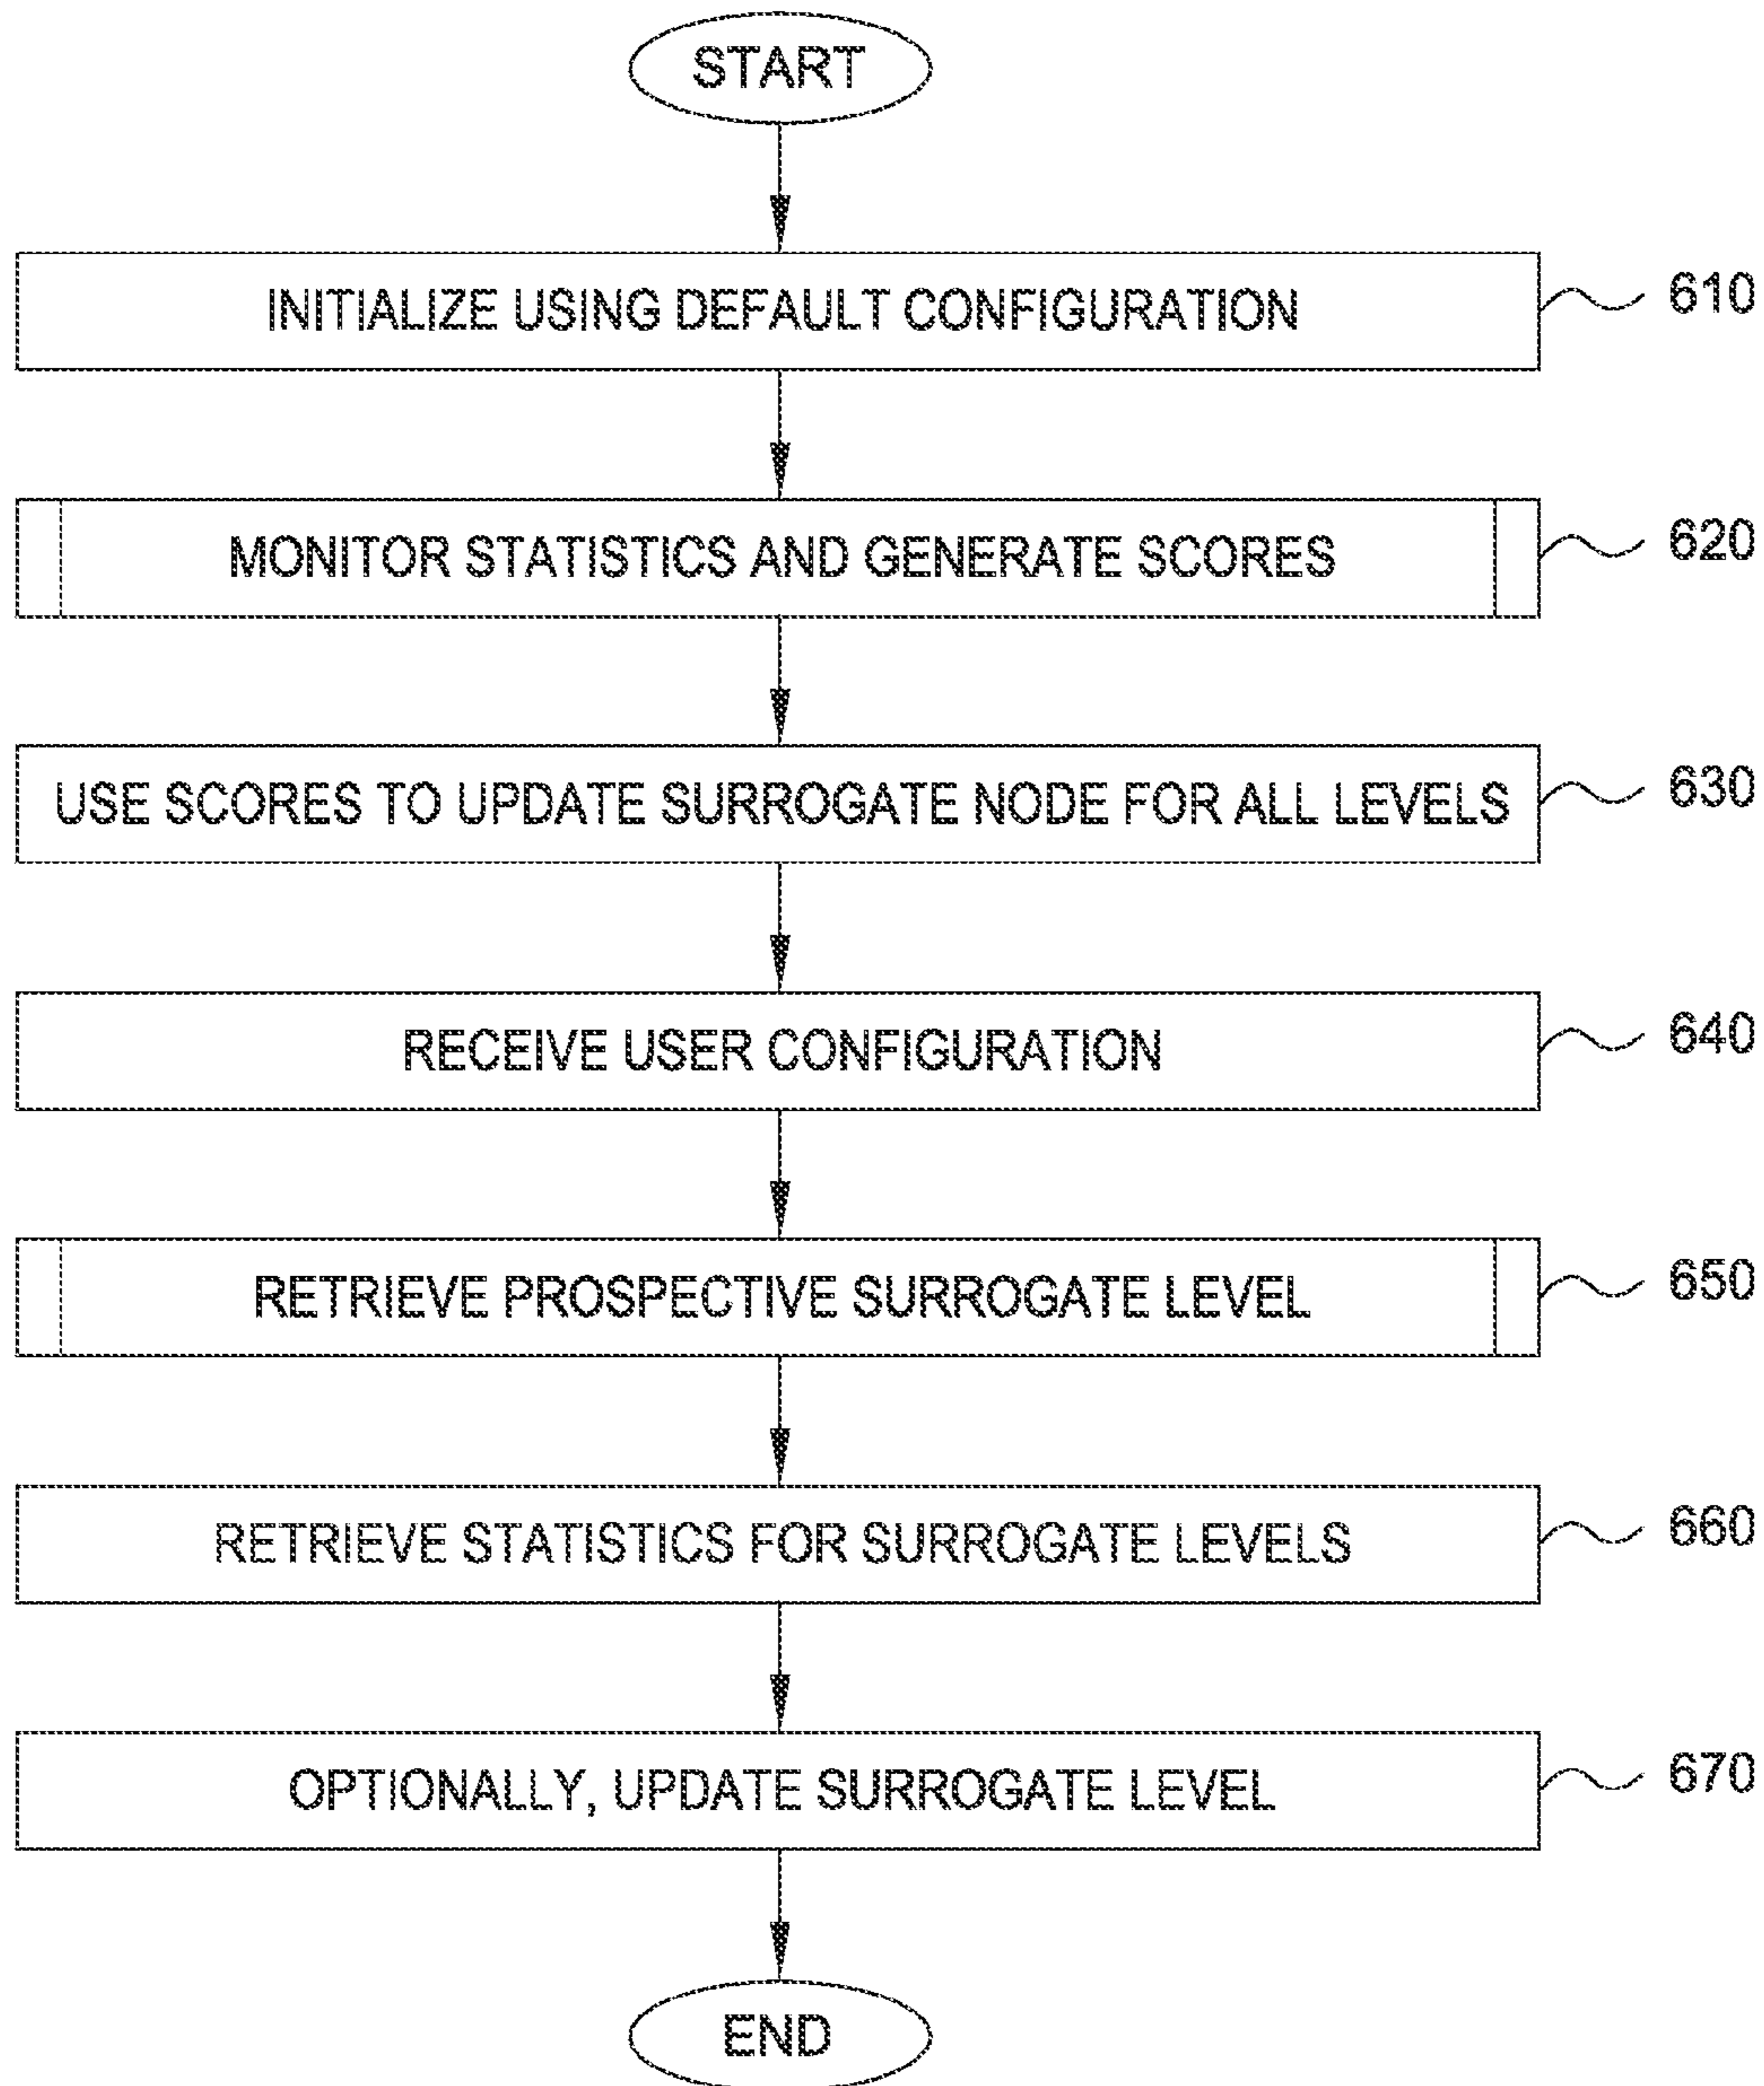 START
INITIALIZE USING DEFAULT CONFIGURATION
610
MONITOR STATISTICS AND GENERATE SCORES
620
USE SCORES TO UPDATE SURROGATE NODE FOR ALL LEVELS
630
RECEIVE USER CONFIGURATION
640
RETRIEVE PROSPECTIVE SURROGATE LEVEL
650
RETRIEVE STATISTICS FOR SURROGATE LEVELS
660
OPTIONALLY, UPDATE SURROGATE LEVEL
670
END